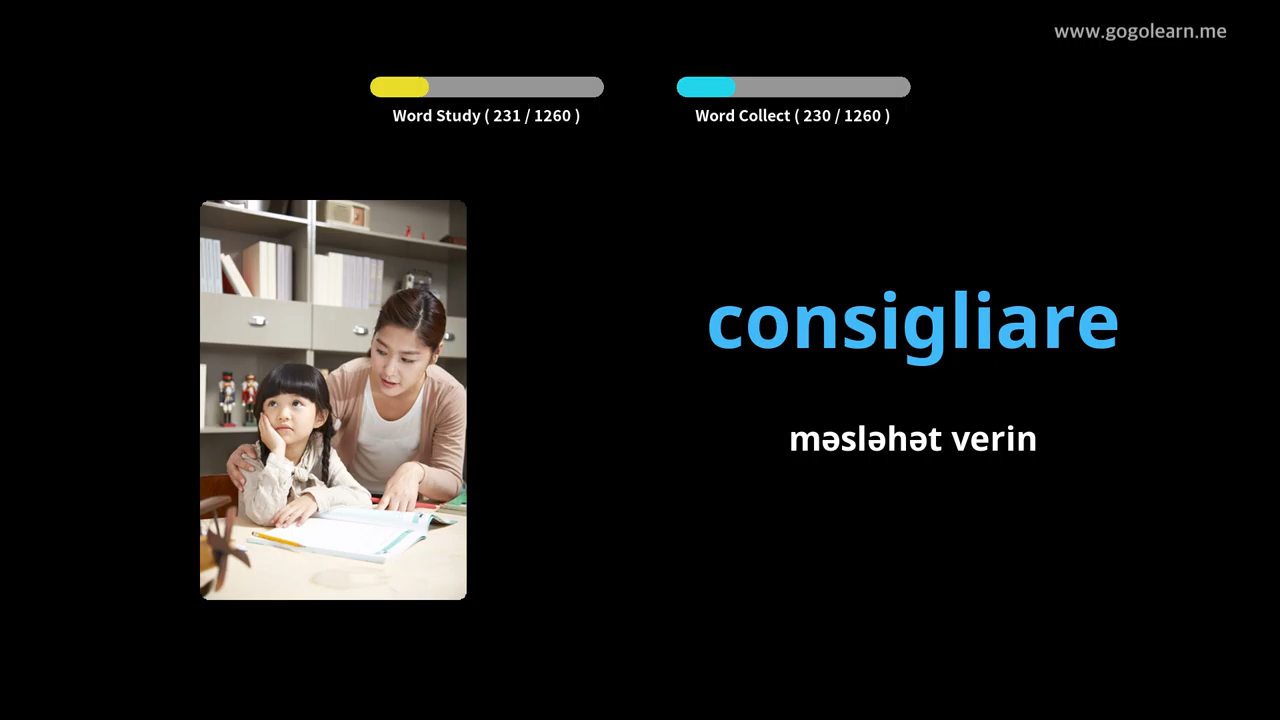 www.gogolearn.me
Word Study ( 231 / 1260 )
Word Collect ( 230 / 1260 )
consigliare
məsləhət verin